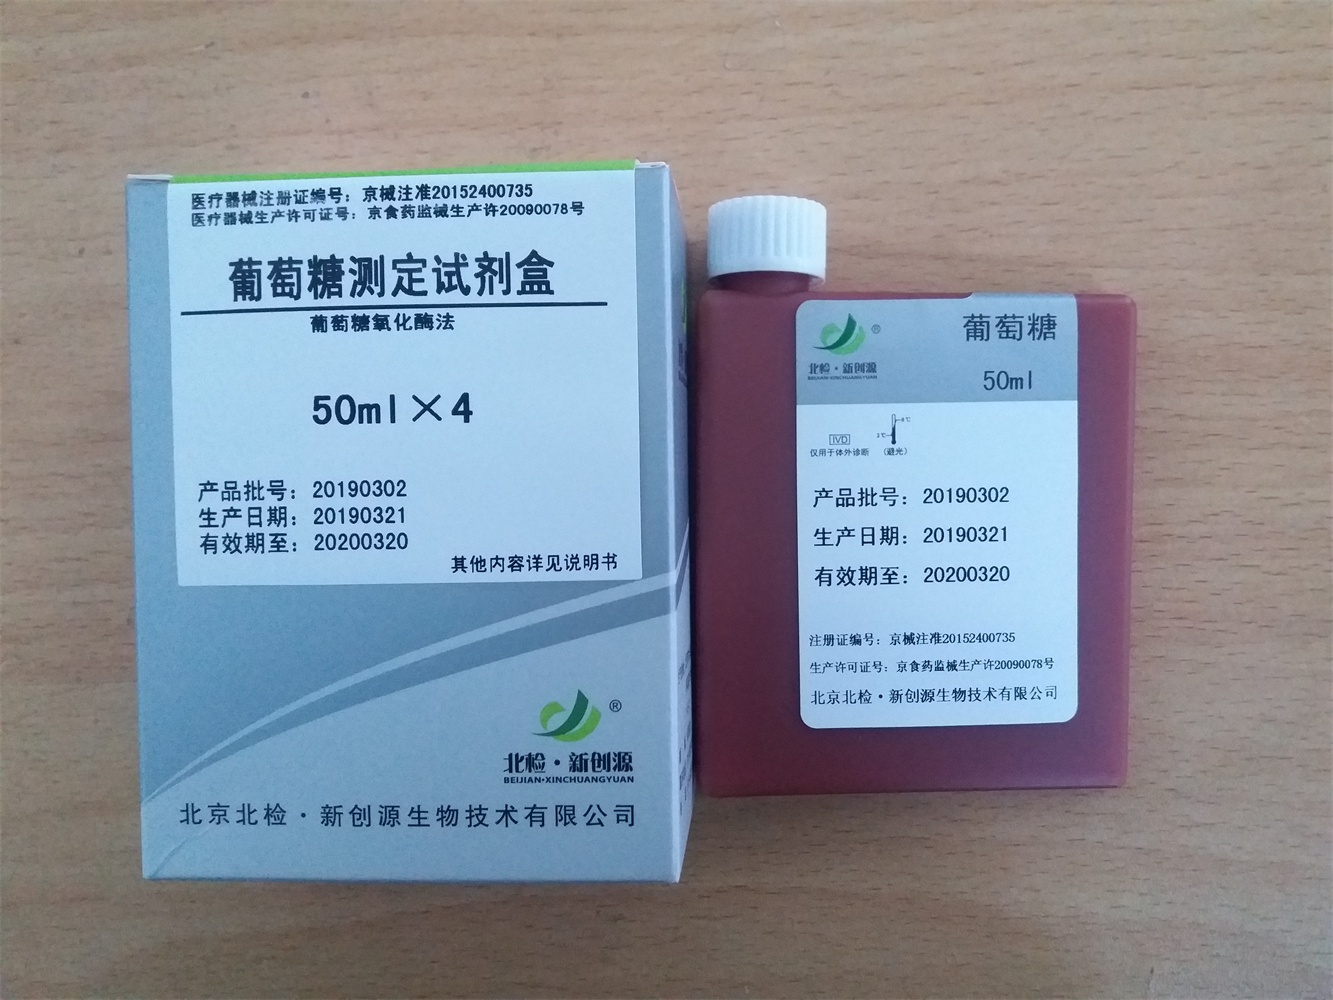 医疗器械注册证编号：京械注准20152400735
医疗器械生产许可证号：京食药监械生产许20090078号
葡萄糖测定试剂盒
葡萄糖氧化酶法
50ml×4
产品批号：20190302
生产日期：20190321
有效期至：20200320
其他内容详见说明书
®
北检·新创源
BEIJIAN·XINCHUANGYUAN
北京北检·新创源生物技术有限公司
®
北检·新创源
BEIJIAN·XINCHUANGYUAN
葡萄糖
50ml
IVD
仅用于体外诊断
8℃
2℃
（避光）
产品批号：20190302
生产日期：20190321
有效期至：20200320
注册证编号：京械注准20152400735
生产许可证号：京食药监械生产许20090078号
北京北检·新创源生物技术有限公司